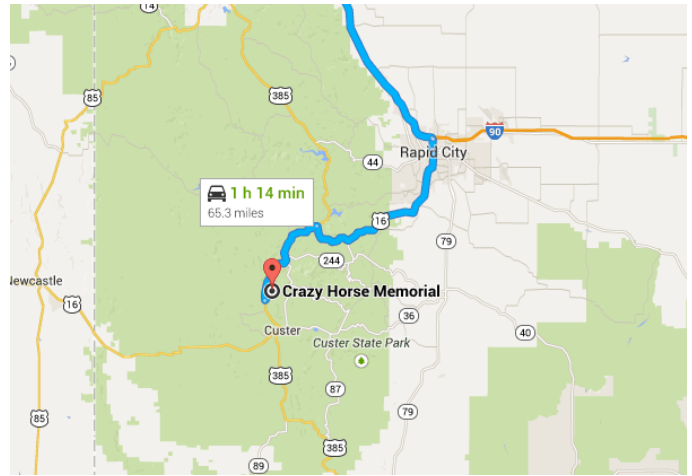 14
85
385
90
Rapid City
44
1 h 14 min
65.3 miles
16
79
244
Newcastle
Crazy Horse Memorial
16
36
Custer
40
Custer State Park
385
87
79
85
385
89